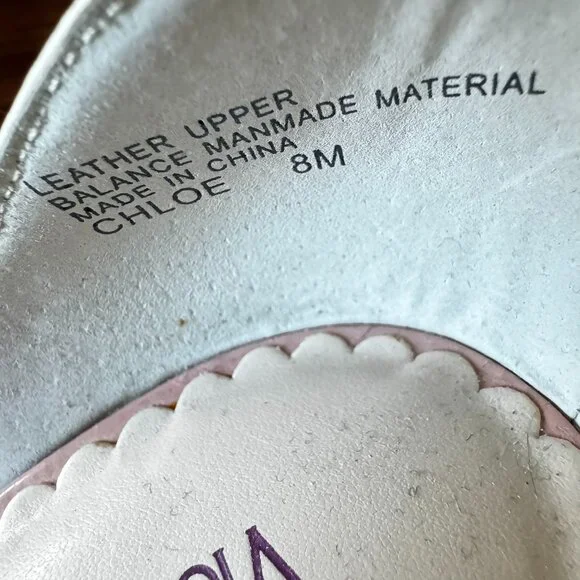 LEATHER UPPER
BALANCE MANMADE MATERIAL
MADE IN CHINA
CHLOE 8M